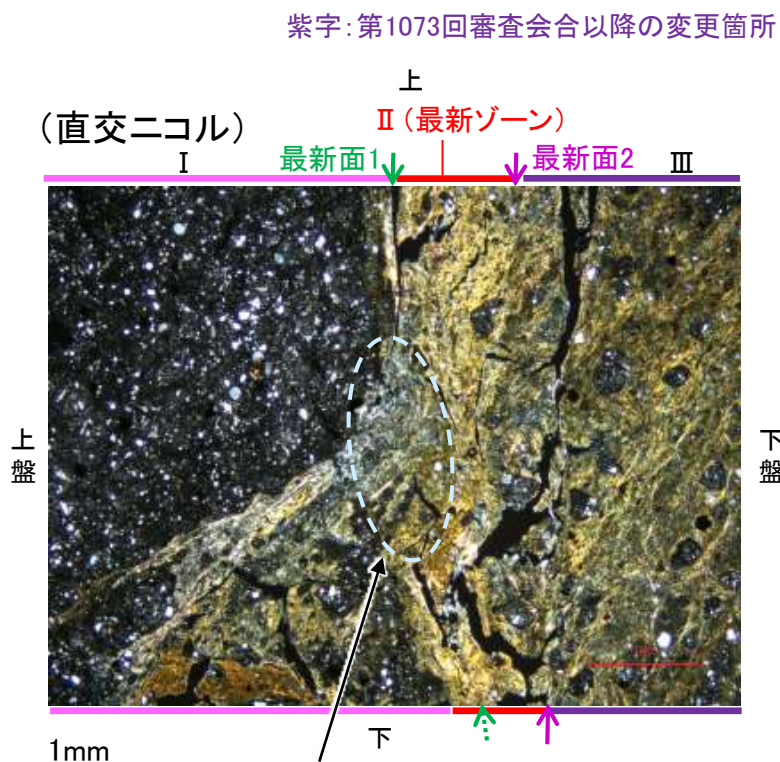 紫字：第1073回審査会合以降の変更箇所
上
(直交ニコル)
Ⅱ(最新ゾーン)
Ⅰ
最新面1
最新面2
Ⅲ
上盤
下盤
下
1mm